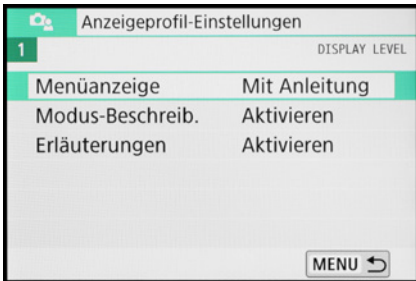 Anzeigeprofil-Einstellungen
1
DISPLAY LEVEL
Menüanzeige Mit Anleitung
Modus-Beschreib. Aktivieren
Erläuterungen Aktivieren
MENU